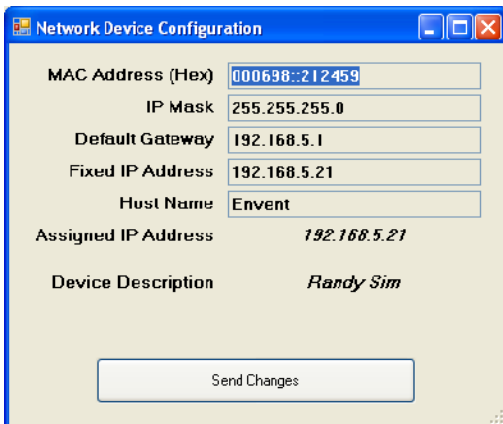 Network Device Configuration
MAC Address (Hex) 000698::212459
IP Mask 255.255.255.0
Default Gateway 192.168.5.1
Fixed IP Address 192.168.5.21
Host Name Envent
Assigned IP Address 192.168.5.21
Device Description Randy Sim
Send Changes